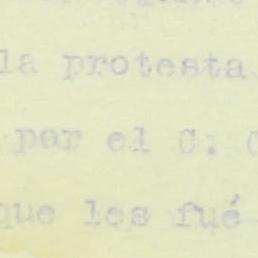 la protesta
por el C.
que les fué